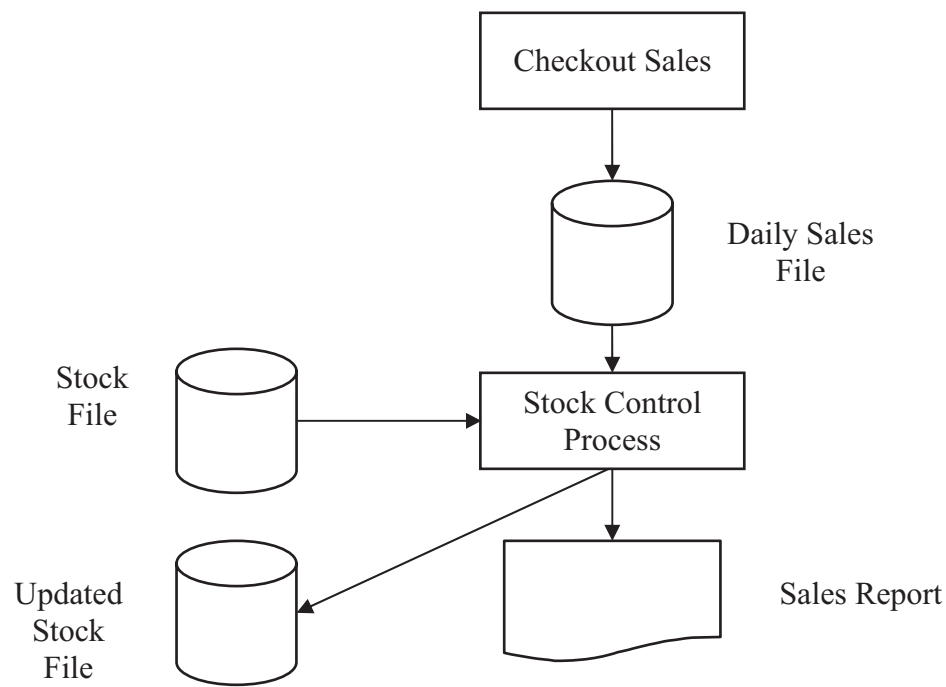 Checkout Sales
Daily Sales
File
Stock
File
Stock Control
Process
Updated
Stock
File
Sales Report